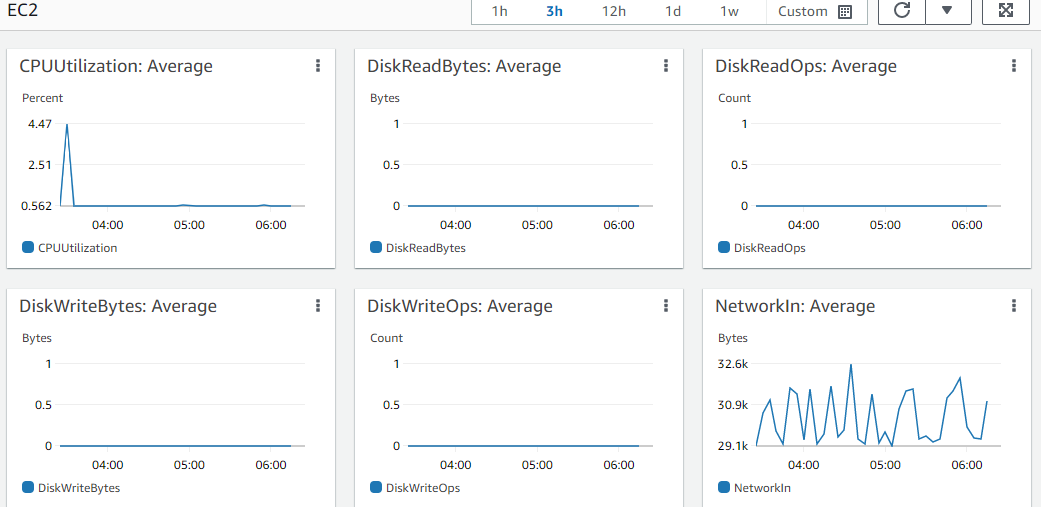 EC2 1h 3h 12h 1d 1w Custom
CPUUtilization: Average
Percent
4.47
2.51
0.562
04:00 05:00 06:00
CPUUtilization
DiskReadBytes: Average
Bytes
1
0.5
0
04:00 05:00 06:00
DiskReadBytes
DiskReadOps: Average
Count
1
0.5
0
04:00 05:00 06:00
DiskReadOps
DiskWriteBytes: Average
Bytes
1
0.5
0
04:00 05:00 06:00
DiskWriteBytes
DiskWriteOps: Average
Count
1
0.5
0
04:00 05:00 06:00
DiskWriteOps
NetworkIn: Average
Bytes
32.6k
30.9k
29.1k
04:00 05:00 06:00
NetworkIn